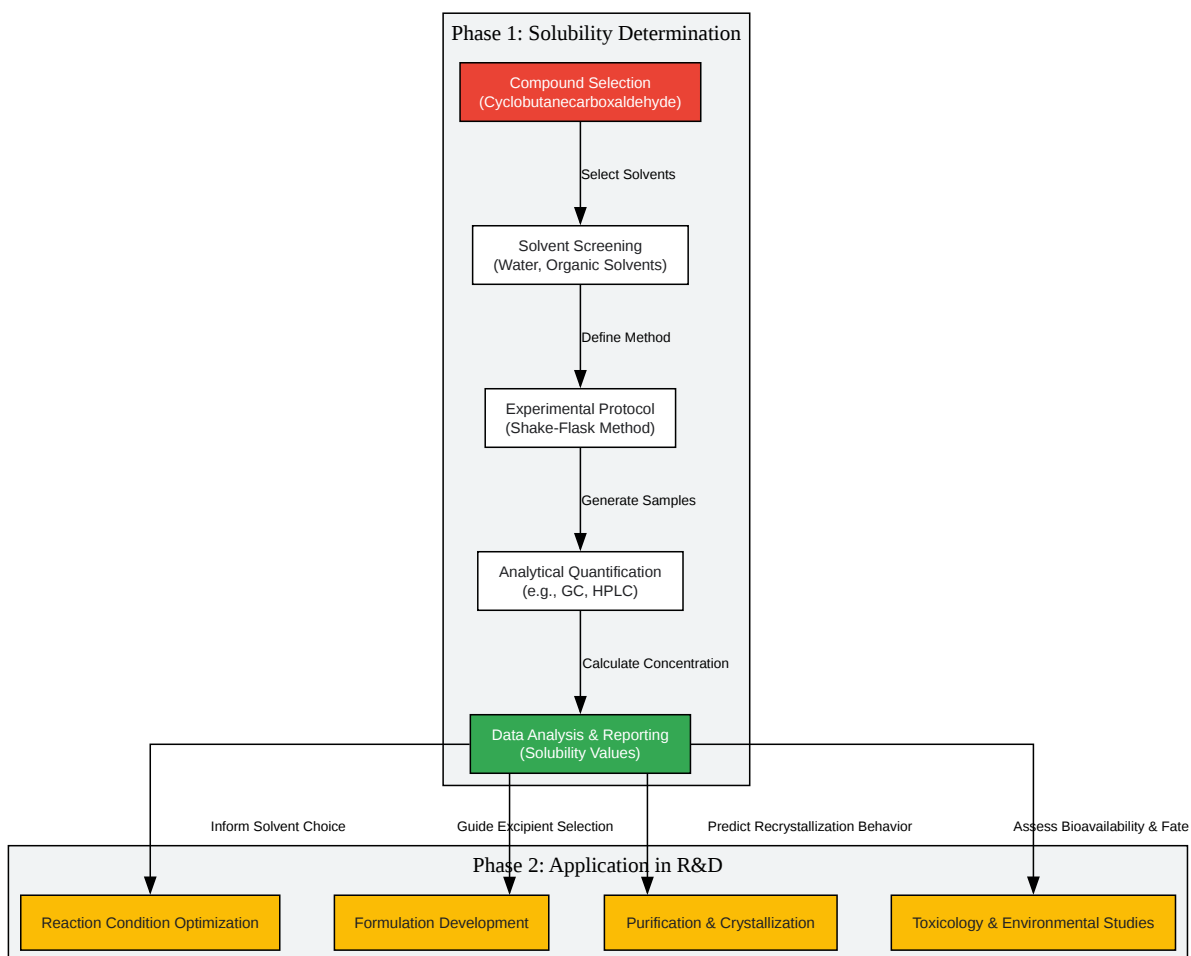 Phase 1: Solubility Determination
Compound Selection
(Cyclobutanecarboxaldehyde)
Select Solvents
Solvent Screening
(Water, Organic Solvents)
Define Method
Experimental Protocol
(Shake-Flask Method)
Generate Samples
Analytical Quantification
(e.g., GC, HPLC)
Calculate Concentration
Data Analysis & Reporting
(Solubility Values)
Inform Solvent Choice
Guide Excipient Selection
Predict Recrystallization Behavior
Assess Bioavailability & Fate
Phase 2: Application in R&D
Reaction Condition Optimization
Formulation Development
Purification & Crystallization
Toxicology & Environmental Studies